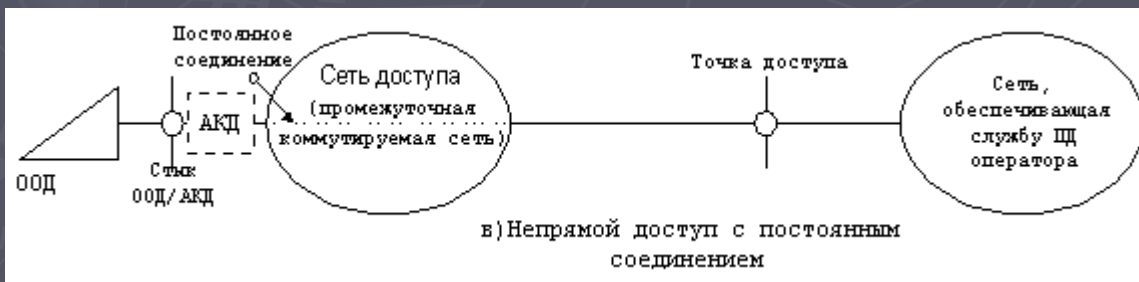 Постоянное
соединение
о
Сеть доступа
(промежуточная
коммутируемая сеть)
АКД
ООД
Стык
ООД/АКД
Точка доступа
Сеть,
обеспечивающая
службу ПД
оператора
в)Непрямой доступ с постоянным
соединением